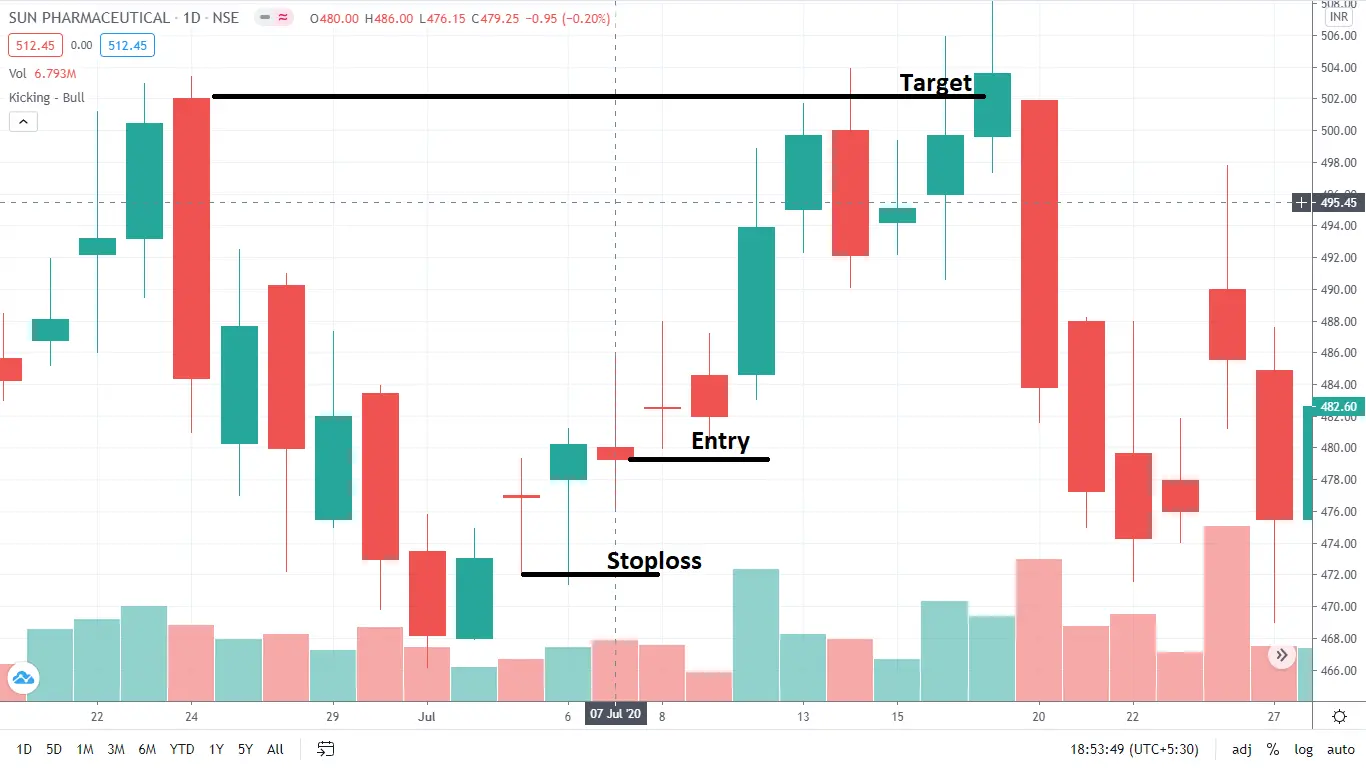 SUN PHARMACEUTICAL · 1D · NSE O480.00 H486.00 L476.15 C479.25 −0.95 (−0.20%)
512.45 0.00 512.45
Vol 6.793M
Kicking - Bull
Target
Entry
Stoploss
508.00
INR
506.00
504.00
502.00
500.00
498.00
496.00
495.45
494.00
492.00
490.00
488.00
486.00
484.00
482.60
482.00
480.00
478.00
476.00
474.00
472.00
470.00
468.00
466.00
22 24 29 Jul 6 07 Jul '20 8 13 15 20 22 27
1D 5D 1M 3M 6M YTD 1Y 5Y All 18:53:49 (UTC+5:30) adj % log auto